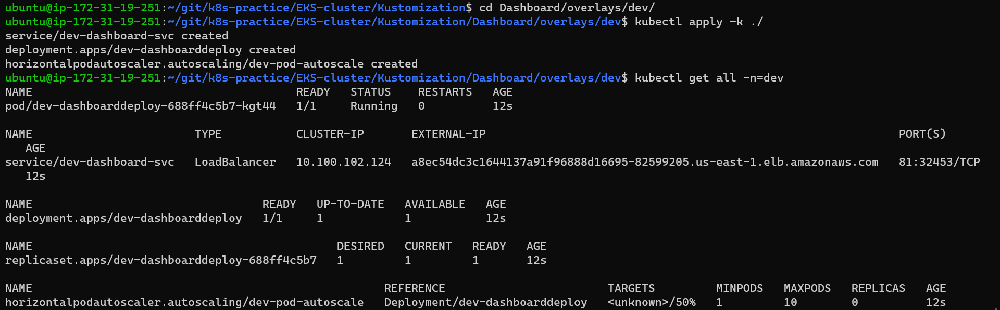 ubuntu@ip-172-31-19-251:~/git/k8s-practice/EKS-cluster/Kustomization$ cd Dashboard/overlays/dev/
ubuntu@ip-172-31-19-251:~/git/k8s-practice/EKS-cluster/Kustomization/Dashboard/overlays/dev$ kubectl apply -k ./
service/dev-dashboard-svc created
deployment.apps/dev-dashboarddeploy created
horizontalpodautoscaler.autoscaling/dev-pod-autoscale created
ubuntu@ip-172-31-19-251:~/git/k8s-practice/EKS-cluster/Kustomization/Dashboard/overlays/dev$ kubectl get all -n=dev
NAME                                       READY   STATUS    RESTARTS   AGE
pod/dev-dashboarddeploy-688ff4c5b7-kgt44   1/1     Running   0          12s

NAME                        TYPE           CLUSTER-IP       EXTERNAL-IP                                                             PORT(S)
   AGE
service/dev-dashboard-svc   LoadBalancer   10.100.102.124   a8ec54dc3c1644137a91f96888d16695-82599205.us-east-1.elb.amazonaws.com   81:32453/TCP
   12s

NAME                                  READY   UP-TO-DATE   AVAILABLE   AGE
deployment.apps/dev-dashboarddeploy   1/1     1            1           12s

NAME                                             DESIRED   CURRENT   READY   AGE
replicaset.apps/dev-dashboarddeploy-688ff4c5b7   1         1         1       12s

NAME                                                    REFERENCE                        TARGETS         MINPODS   MAXPODS   REPLICAS   AGE
horizontalpodautoscaler.autoscaling/dev-pod-autoscale   Deployment/dev-dashboarddeploy   <unknown>/50%   1         10        0          12s